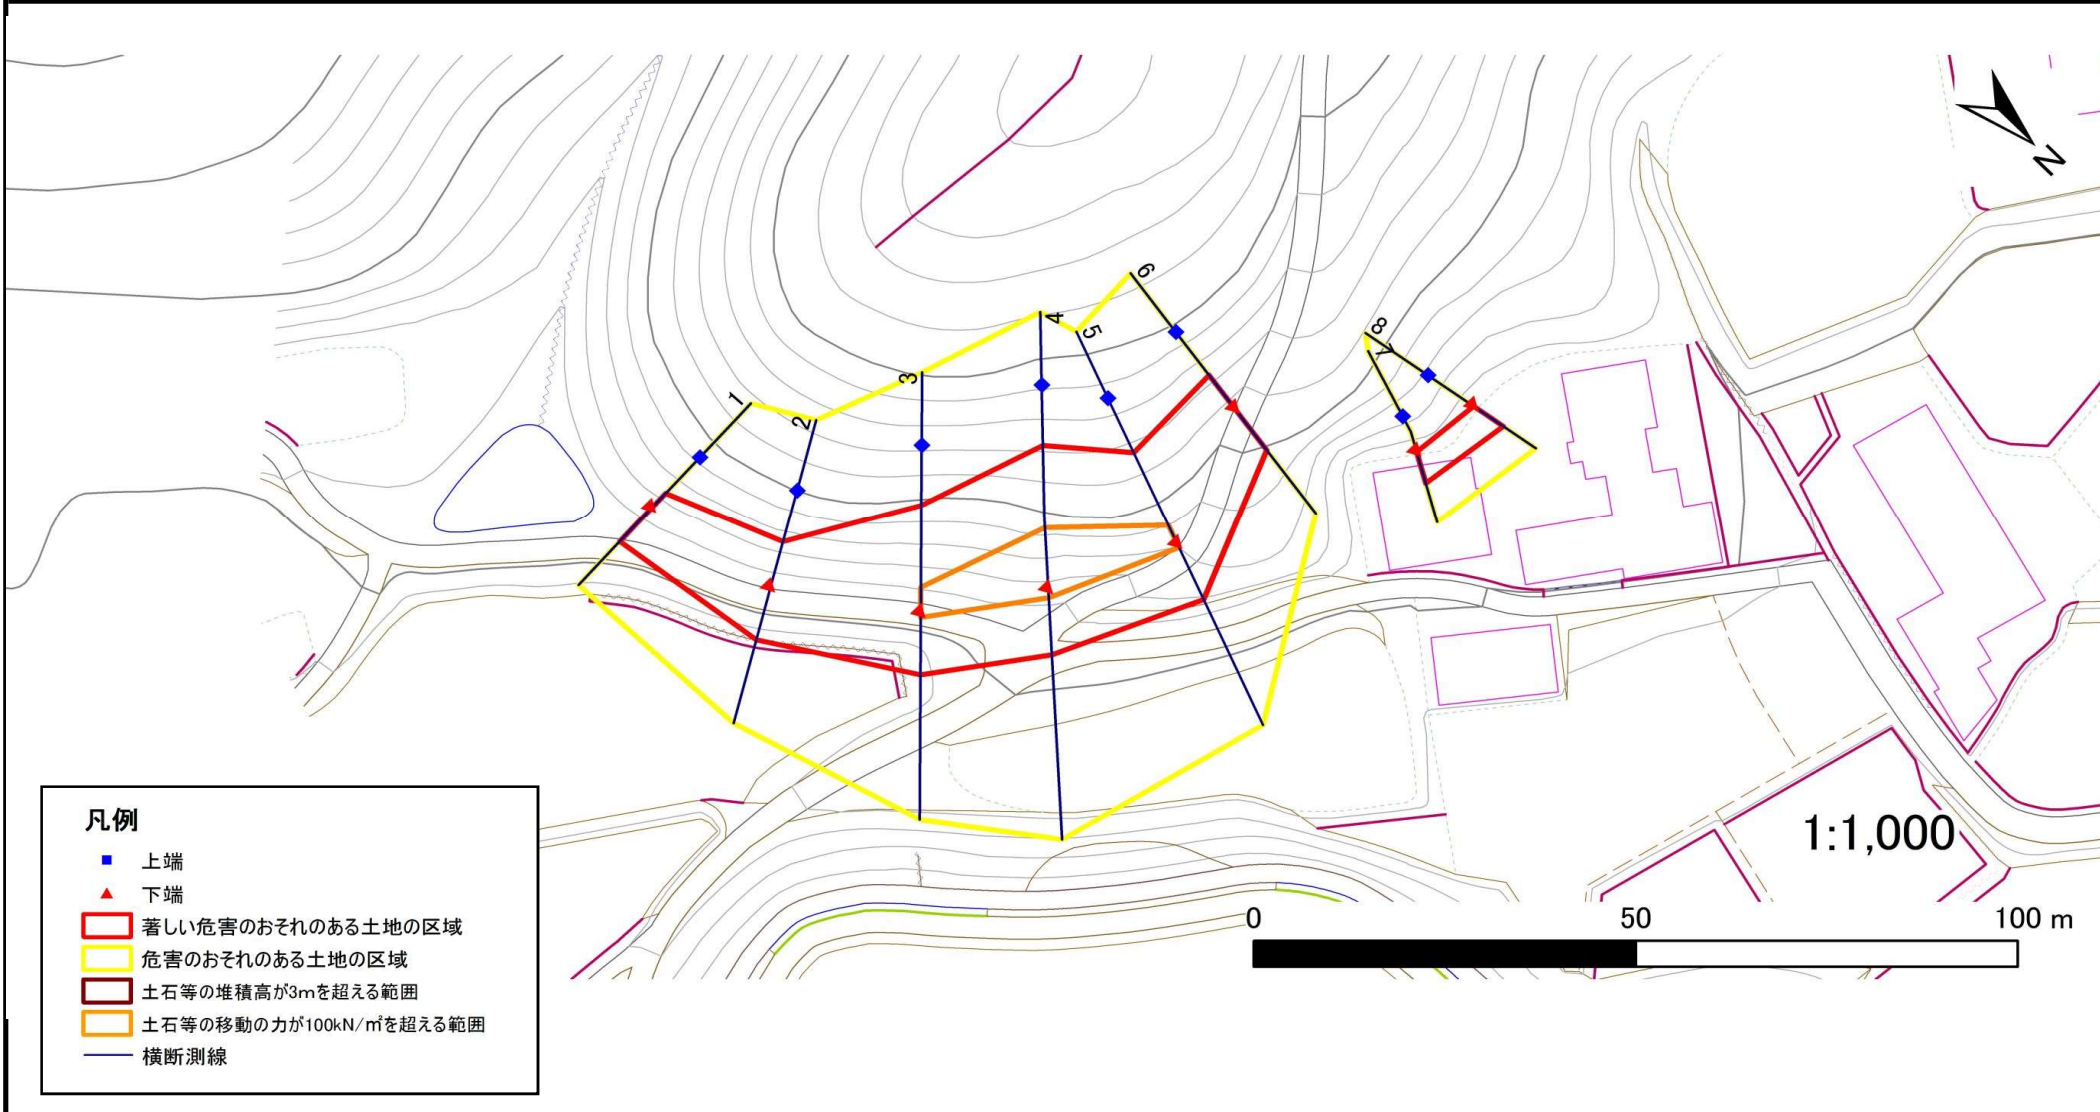 N
1
2
3
4
5
6
8
7
凡例
上端
下端
著しい危害のおそれのある土地の区域
危害のおそれのある土地の区域
土石等の堆積高が3mを超える範囲
土石等の移動の力が100kN/㎡を超える範囲
横断測線
1:1,000
0 50 100 m